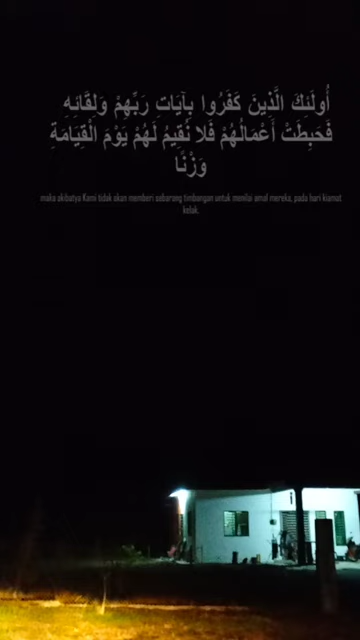 أُولَٰئِكَ الَّذِينَ كَفَرُوا بِآيَاتِ رَبِّهِمْ وَلِقَائِهِ
فَحَبِطَتْ أَعْمَالُهُمْ فَلَا نُقِيمُ لَهُمْ يَوْمَ الْقِيَامَةِ
وَزْنًا
maka akibatya Kami tidak akan memberi sebarang timbangan untuk menilai amal mereka, pada hari kiamat
kelak.